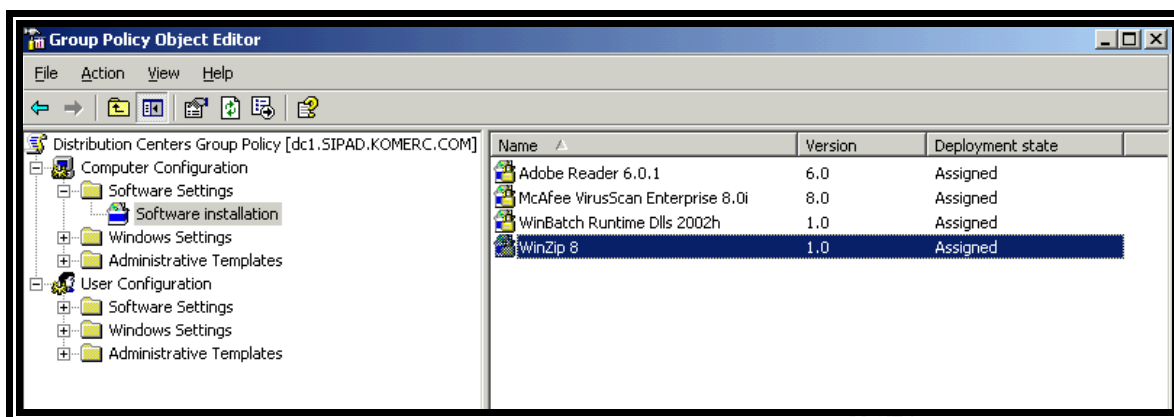 Group Policy Object Editor
File Action View Help
Distribution Centers Group Policy [dc1.SIPAD.KOMERC.COM]
Computer Configuration
Software Settings
Software installation
Windows Settings
Administrative Templates
User Configuration
Software Settings
Windows Settings
Administrative Templates
Name Version Deployment state
Adobe Reader 6.0.1 6.0 Assigned
McAfee VirusScan Enterprise 8.0i 8.0 Assigned
WinBatch Runtime Dlls 2002h 1.0 Assigned
WinZip 8 1.0 Assigned